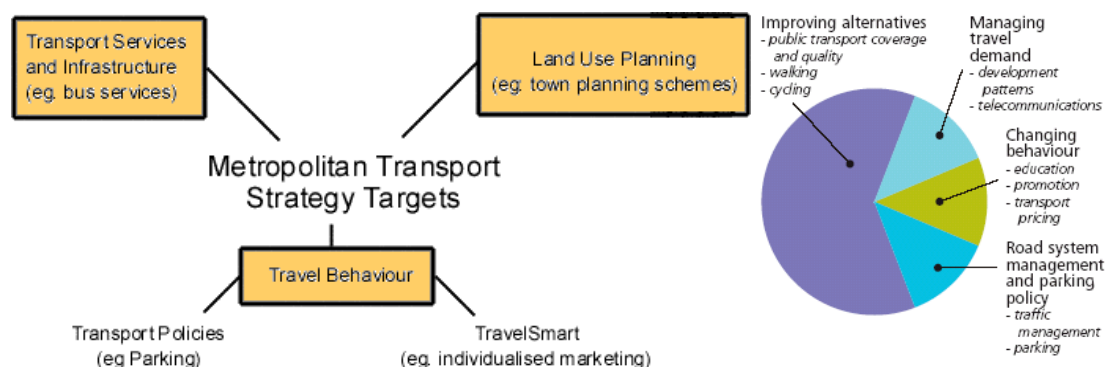 Transport Services
and Infrastructure
(eg. bus services)
Land Use Planning
(eg. town planning schemes)
Metropolitan Transport
Strategy Targets
Travel Behaviour
Transport Policies
(eg Parking)
TravelSmart
(eg. individualised marketing)
Improving alternatives
- public transport coverage
and quality
- walking
- cycling
Managing
travel
demand
- development
patterns
- telecommunications
Changing
behaviour
- education
- promotion
- transport
pricing
Road system
management
and parking
policy
- traffic
management
- parking